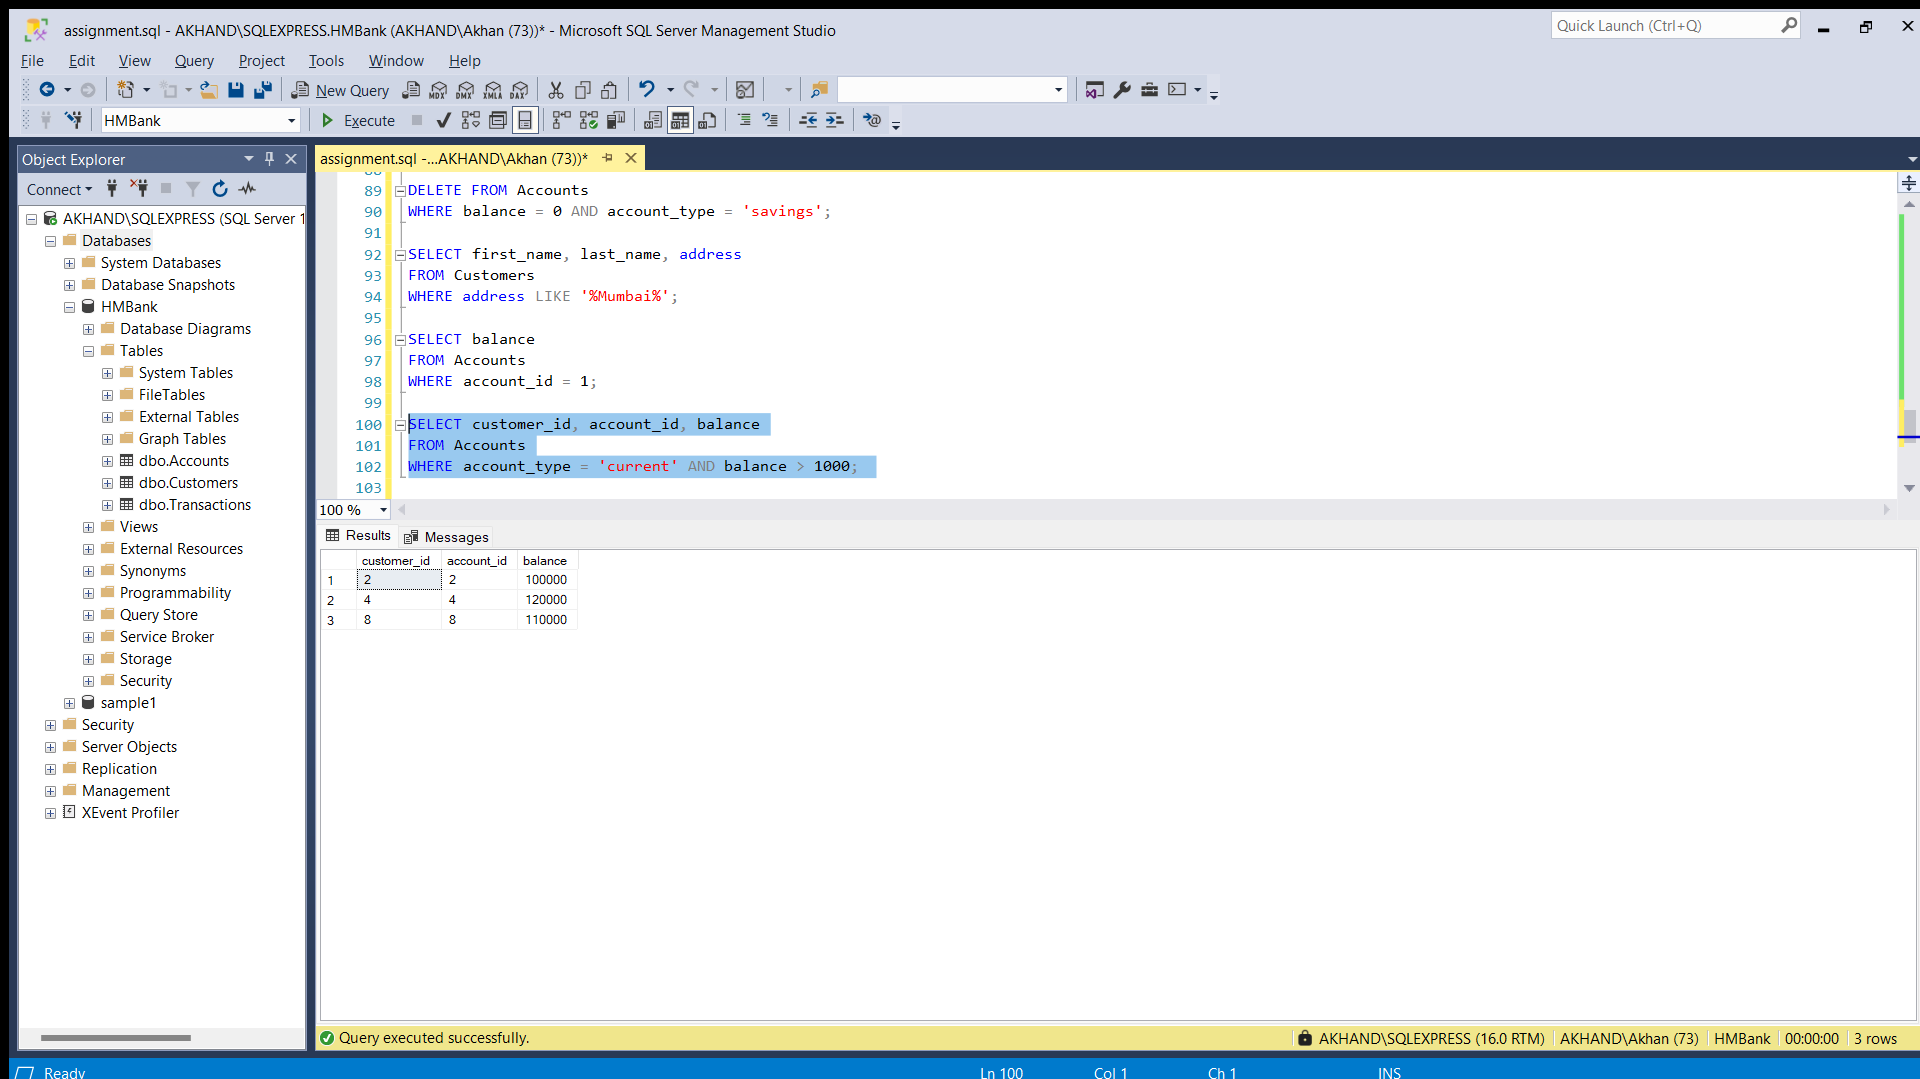 assignment.sql - AKHAND\SQLEXPRESS.HMBank (AKHAND\Akhan (73))* - Microsoft SQL Server Management Studio
Quick Launch (Ctrl+Q)
File Edit View Query Project Tools Window Help
New Query MDX DMX XMLA DAX
HMBank
Execute
Object Explorer
assignment.sql -...AKHAND\Akhan (73))*
Connect
AKHAND\SQLEXPRESS (SQL Server 1
Databases
System Databases
Database Snapshots
HMBank
Database Diagrams
Tables
System Tables
FileTables
External Tables
Graph Tables
dbo.Accounts
dbo.Customers
dbo.Transactions
Views
External Resources
Synonyms
Programmability
Query Store
Service Broker
Storage
Security
sample1
Security
Server Objects
Replication
Management
XEvent Profiler
89 DELETE FROM Accounts
90 WHERE balance = 0 AND account_type = 'savings';
91
92 SELECT first_name, last_name, address
93 FROM Customers
94 WHERE address LIKE '%Mumbai%';
95
96 SELECT balance
97 FROM Accounts
98 WHERE account_id = 1;
99
100 SELECT customer_id, account_id, balance
101 FROM Accounts
102 WHERE account_type = 'current' AND balance > 1000;
103
100 %
Results Messages
customer_id account_id balance
1 2 2 100000
2 4 4 120000
3 8 8 110000
Query executed successfully.
AKHAND\SQLEXPRESS (16.0 RTM) AKHAND\Akhan (73) HMBank 00:00:00 3 rows
Ready Ln 100 Col 1 Ch 1 INS